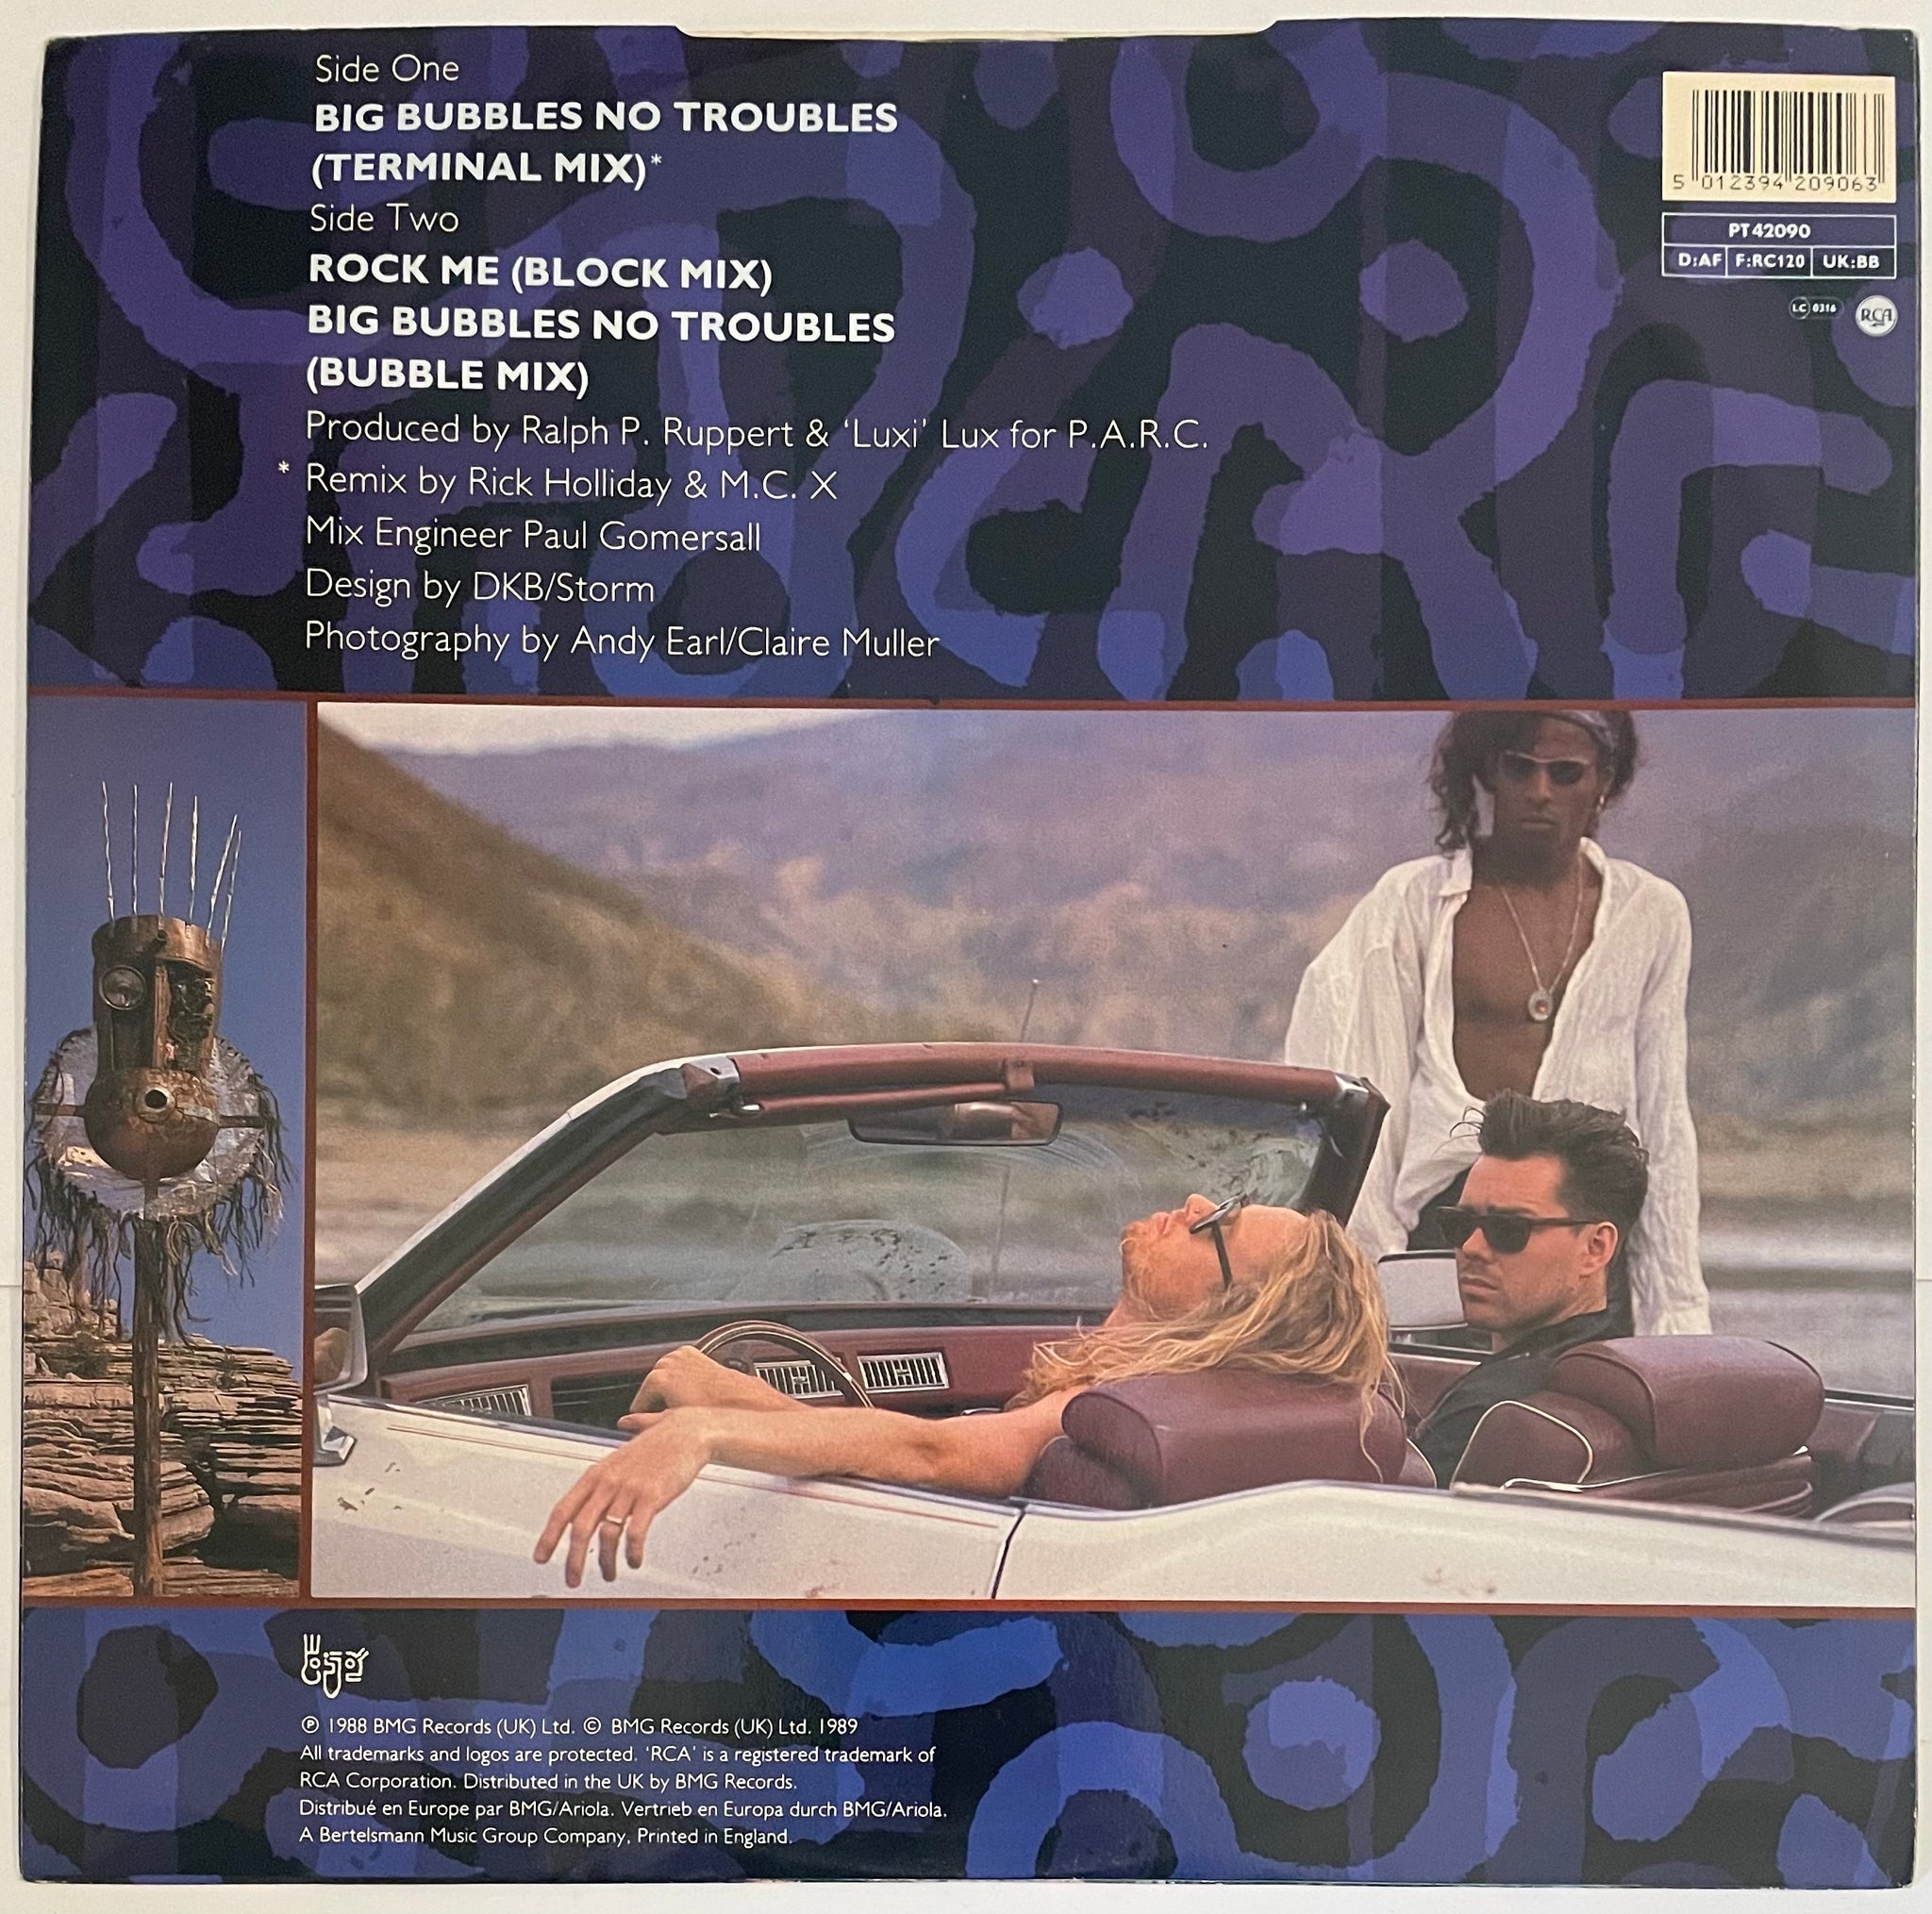 Side One
BIG BUBBLES NO TROUBLES
(TERMINAL MIX)*
Side Two
ROCK ME (BLOCK MIX)
BIG BUBBLES NO TROUBLES
(BUBBLE MIX)
Produced by Ralph P. Ruppert & ‘Luxi’ Lux for P.A.R.C.
* Remix by Rick Holliday & M.C. X
Mix Engineer Paul Gomersall
Design by DKB/Storm
Photography by Andy Earl/Claire Muller
5 012394 209063
PT42090
D:AF F:RC120 UK:BB
LC 0316 RCA
℗ 1988 BMG Records (UK) Ltd. © BMG Records (UK) Ltd. 1989
All trademarks and logos are protected. ‘RCA’ is a registered trademark of
RCA Corporation. Distributed in the UK by BMG Records.
Distribué en Europe par BMG/Ariola. Vertrieb en Europa durch BMG/Ariola.
A Bertelsmann Music Group Company, Printed in England.